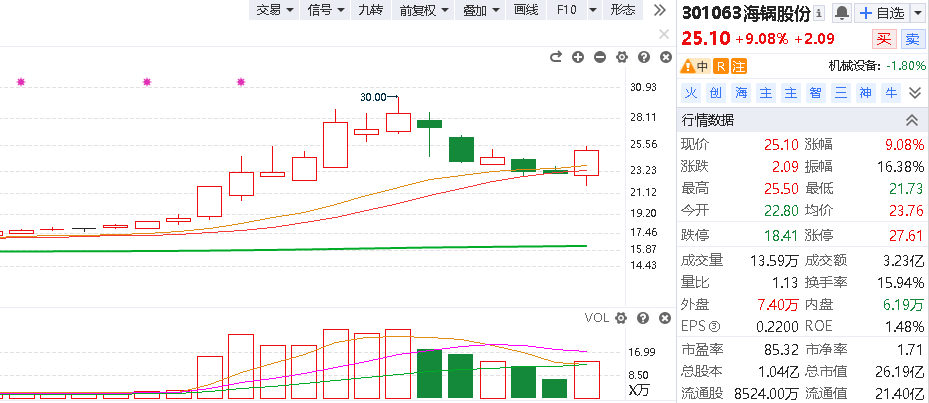 交易 信号 九转 前复权 叠加 画线 F10 形态
301063海锅股份 自选
25.10 +9.08% +2.09 买 卖
中 R 注 机械设备: -1.80%
火 创 海 主 主 智 三 神 牛
行情数据
现价 25.10 涨幅 9.08%
涨跌 2.09 振幅 16.38%
最高 25.50 最低 21.73
今开 22.80 均价 23.76
跌停 18.41 涨停 27.61
成交量 13.59万 成交额 3.23亿
量比 1.13 换手率 15.94%
外盘 7.40万 内盘 6.19万
EPS③ 0.2200 ROE 1.48%
市盈率 85.32 市净率 1.71
总股本 1.04亿 总市值 26.19亿
流通股 8524.00万 流通值 21.40亿
30.00
30.93
28.11
25.56
23.23
21.12
19.20
17.46
15.87
14.43
VOL
16.99
8.50
X万